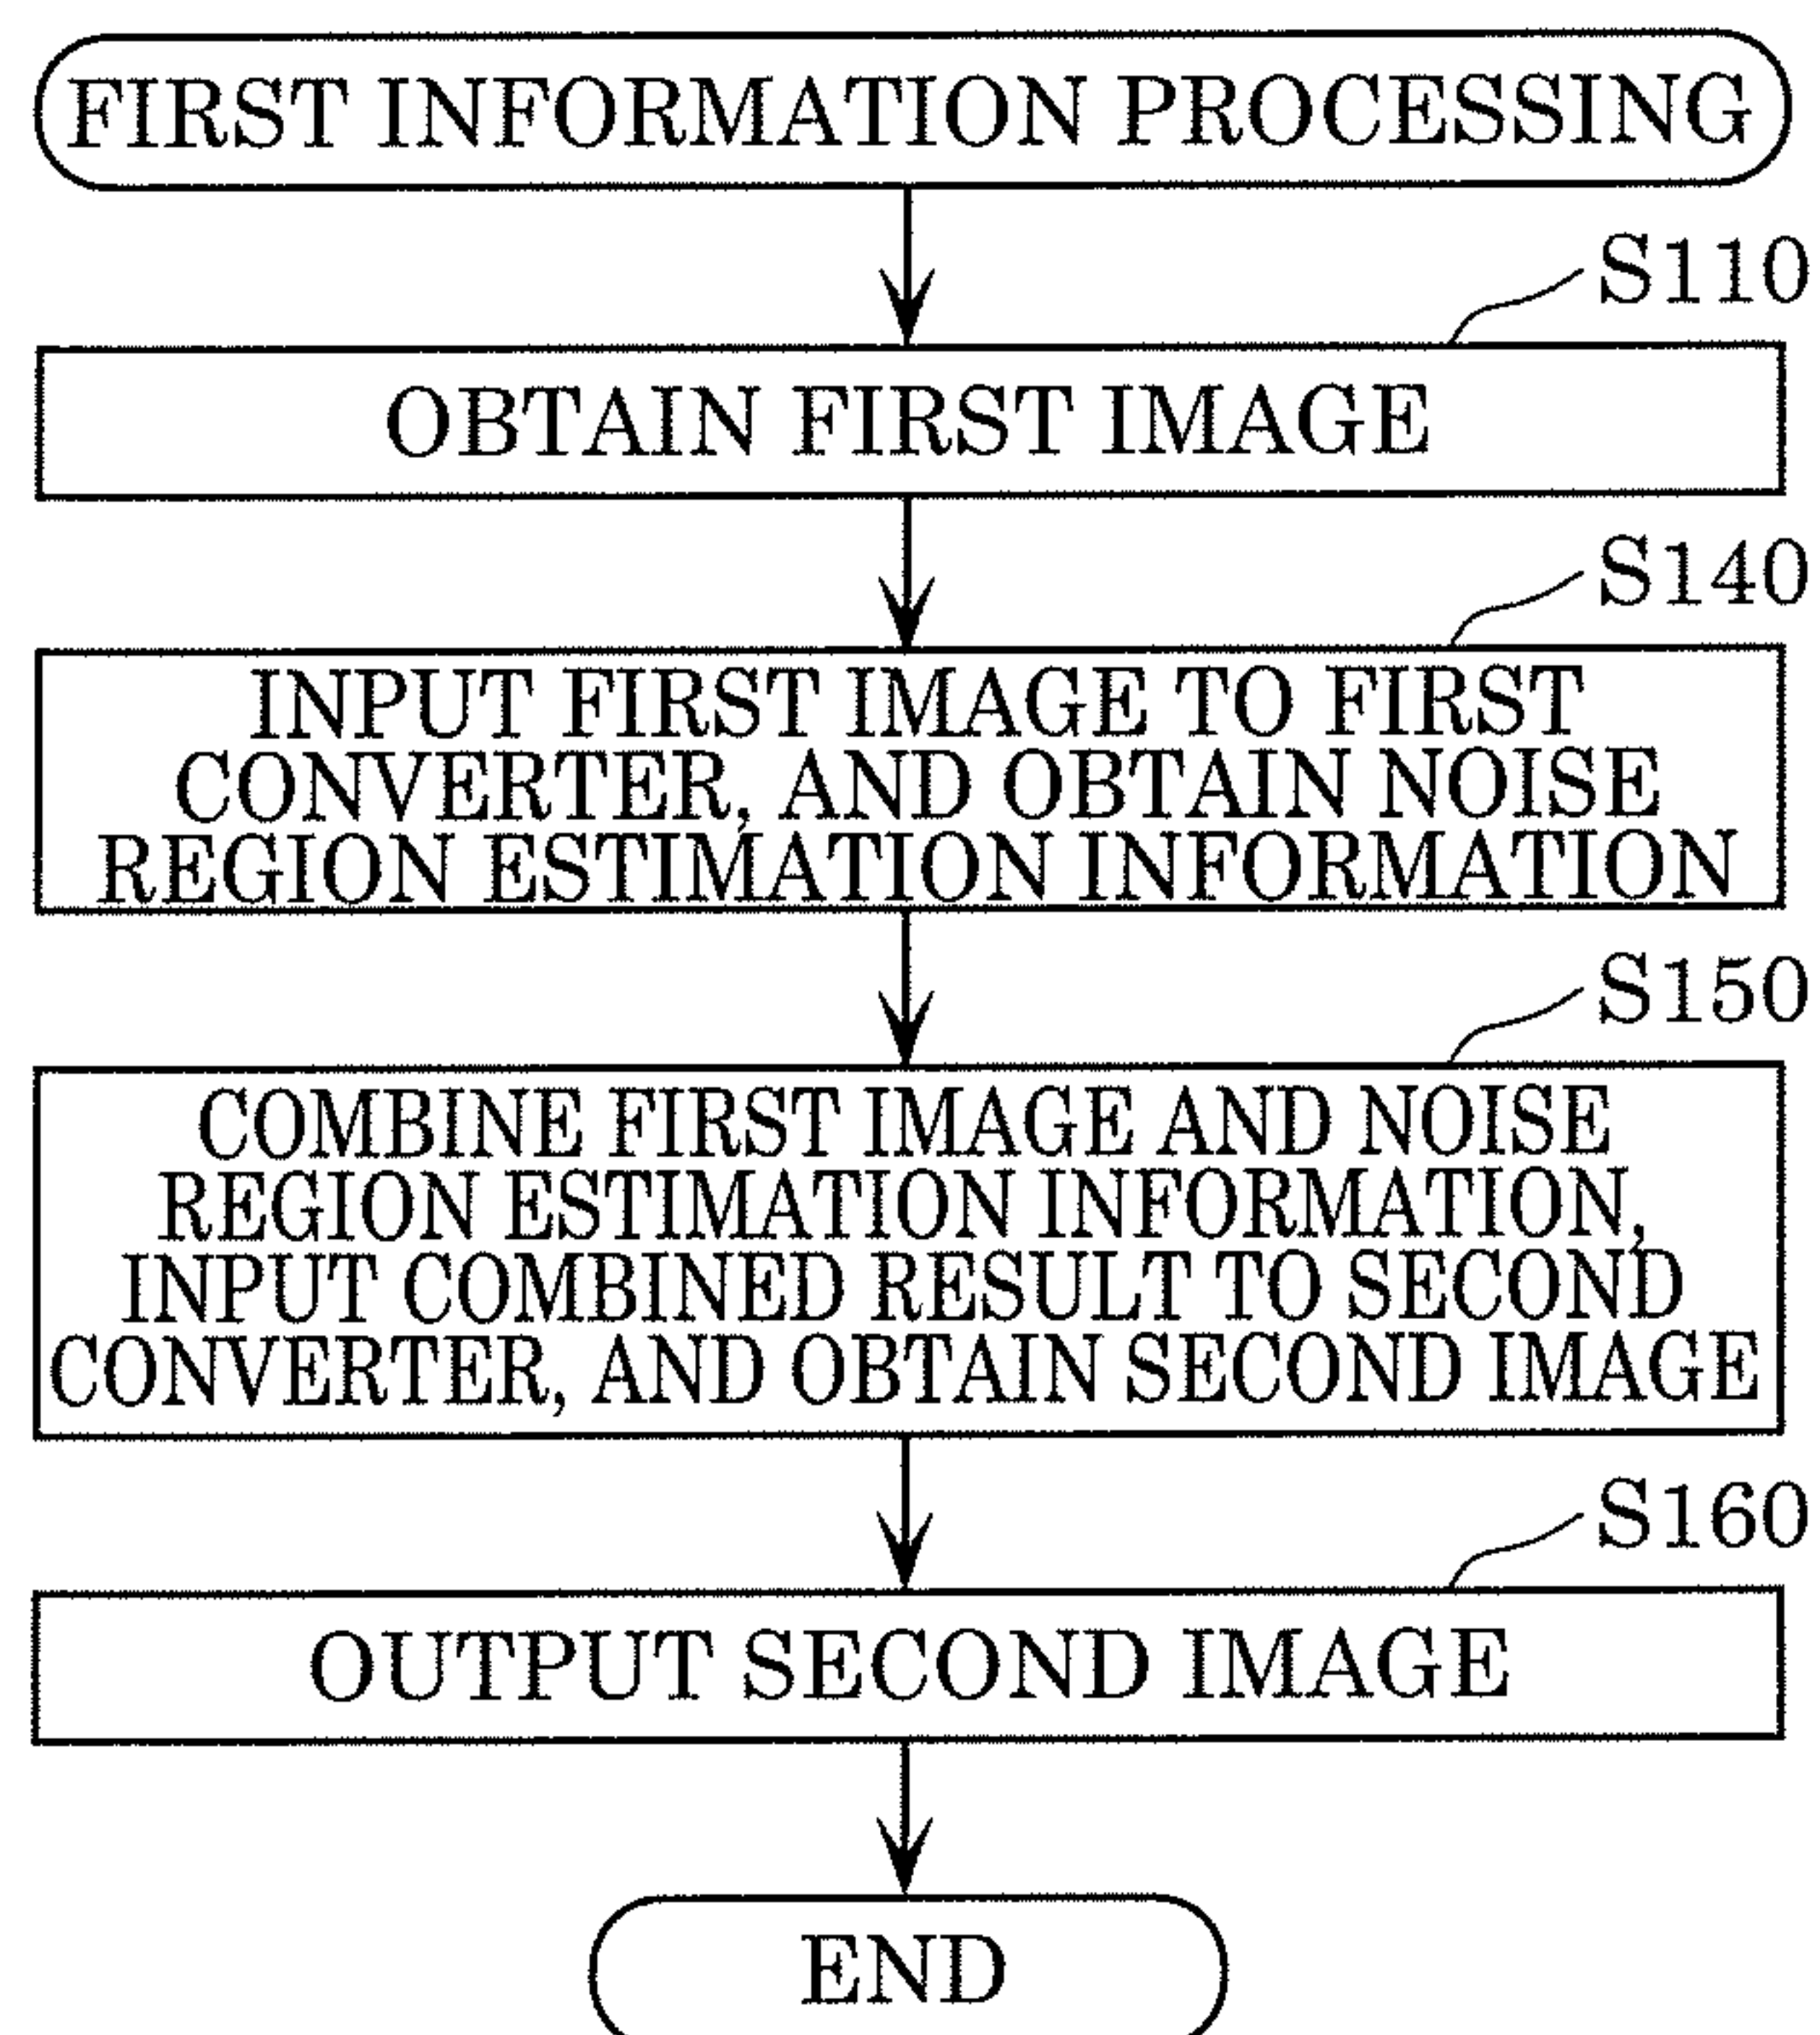 FIRST INFORMATION PROCESSING
S110
OBTAIN FIRST IMAGE
S140
INPUT FIRST IMAGE TO FIRST
CONVERTER, AND OBTAIN NOISE
REGION ESTIMATION INFORMATION
S150
COMBINE FIRST IMAGE AND NOISE
REGION ESTIMATION INFORMATION,
INPUT COMBINED RESULT TO SECOND
CONVERTER, AND OBTAIN SECOND IMAGE
S160
OUTPUT SECOND IMAGE
END